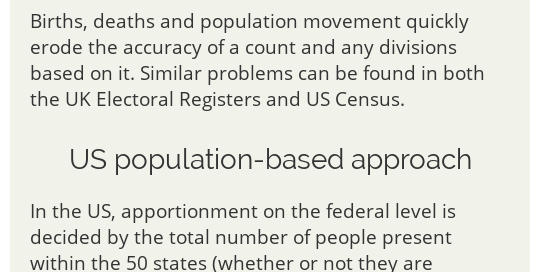 Births, deaths and population movement quickly
erode the accuracy of a count and any divisions
based on it. Similar problems can be found in both
the UK Electoral Registers and US Census.
US population-based approach
In the US, apportionment on the federal level is
decided by the total number of people present
within the 50 states (whether or not they are